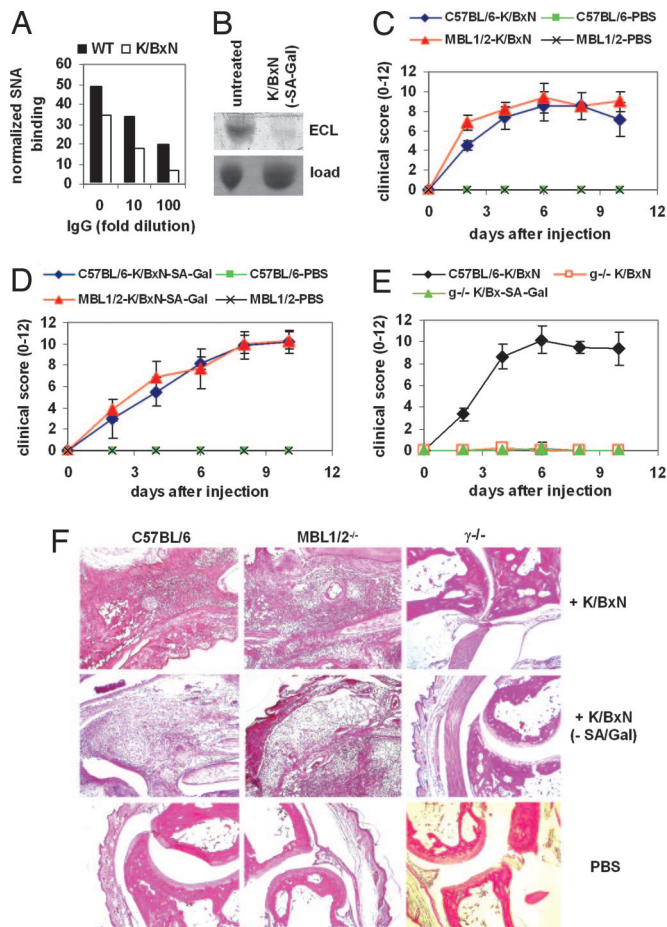 A
WT K/BxN
normalized SNA
binding
60
50
40
30
20
10
0
0 10 100
IgG (fold dilution)
B
untreated
K/BxN
(-SA-Gal)
ECL
load
C
C57BL/6-K/BxN C57BL/6-PBS
MBL1/2-K/BxN MBL1/2-PBS
clinical score (0-12)
12
10
8
6
4
2
0
0 3 6 9 12
days after injection
D
C57BL/6-K/BxN-SA-Gal C57BL/6-PBS
MBL1/2-K/BxN-SA-Gal MBL1/2-PBS
clinical score (0-12)
12
10
8
6
4
2
0
0 3 6 9 12
days after injection
E
C57BL/6-K/BxN g-/- K/BxN
g-/- K/Bx-SA-Gal
clinical score (0-12)
12
10
8
6
4
2
0
0 3 6 9 12
days after injection
F
C57BL/6 MBL1/2-/- γ-/-
+ K/BxN
+ K/BxN
(- SA/Gal)
PBS